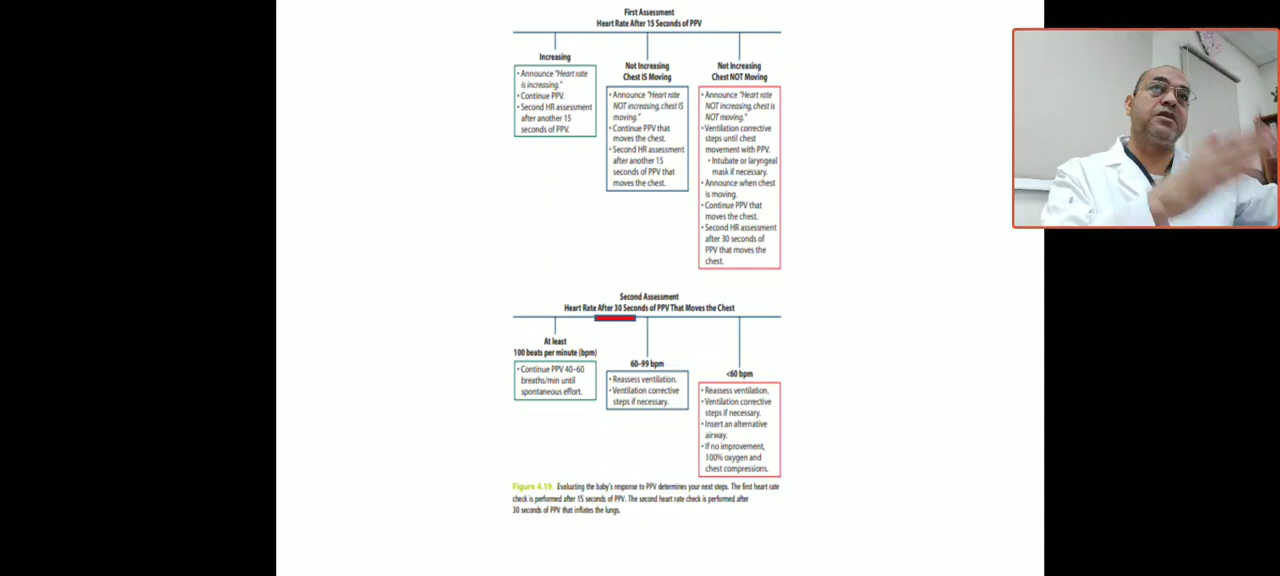 First Assessment
Heart Rate After 15 Seconds of PPV
Increasing
• Announce "Heart rate
is increasing."
• Continue PPV.
• Second HR assessment
after another 15
seconds of PPV.
Not Increasing
Chest IS Moving
• Announce "Heart rate
NOT increasing, chest IS
moving."
• Continue PPV that
moves the chest.
• Second HR assessment
after another 15
seconds of PPV that
moves the chest.
Not Increasing
Chest NOT Moving
• Announce "Heart rate
NOT increasing, chest is
NOT moving."
• Ventilation corrective
steps until chest
movement with PPV.
• Intubate or laryngeal
mask if necessary.
• Announce when chest
is moving.
• Continue PPV that
moves the chest.
• Second HR assessment
after 30 seconds of
PPV that moves the
chest.
Second Assessment
Heart Rate After 30 Seconds of PPV That Moves the Chest
At least
100 beats per minute (bpm)
• Continue PPV 40–60
breaths/min until
spontaneous effort.
60–99 bpm
• Reassess ventilation.
• Ventilation corrective
steps if necessary.
<60 bpm
• Reassess ventilation.
• Ventilation corrective
steps if necessary.
• Insert an alternative
airway.
• If no improvement,
100% oxygen and
chest compressions.
Figure 4.19. Evaluating the baby's response to PPV determines your next steps. The first heart rate
check is performed after 15 seconds of PPV. The second heart rate check is performed after
30 seconds of PPV that inflates the lungs.